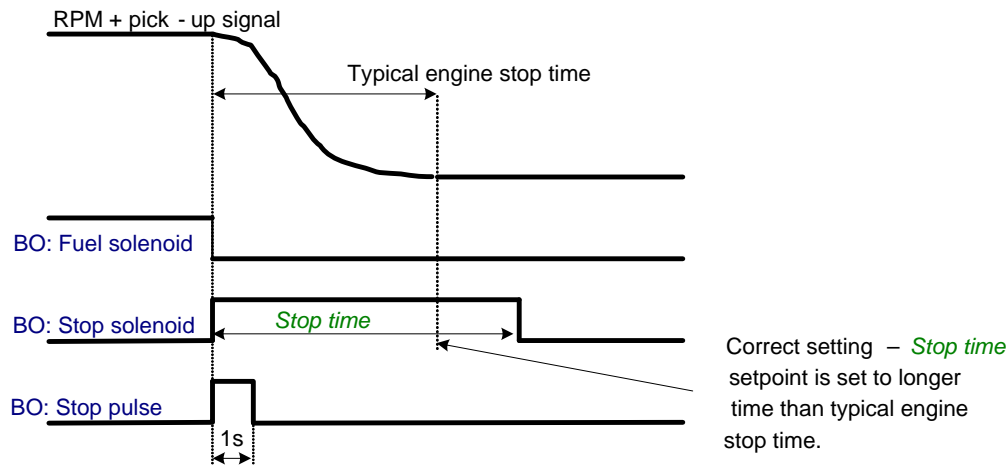 RPM + pick - up signal
Typical engine stop time
BO: Fuel solenoid
BO: Stop solenoid
Stop time
BO: Stop pulse
1s
Correct setting – Stop time
setpoint is set to longer
time than typical engine
stop time.